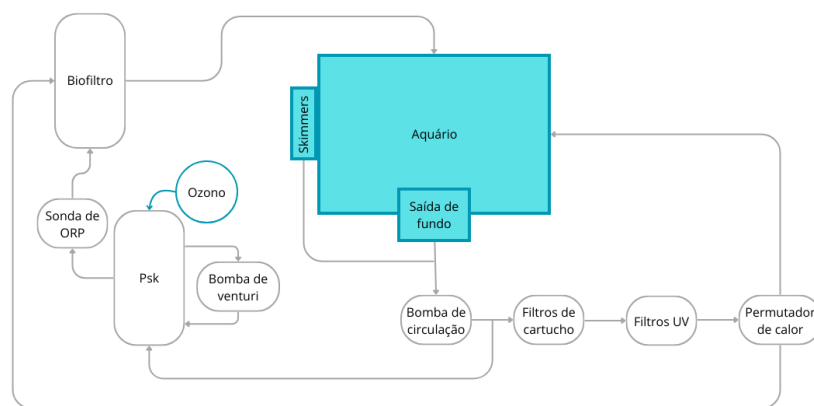 Biofiltro
Skimmers
Aquário
Ozono
Saída de
fundo
Sonda de
ORP
Psk
Bomba de
venturi
Bomba de
circulação
Filtros de
cartucho
Filtros UV
Permutador
de calor